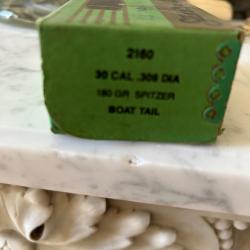 2160
30 CAL .308 DIA
180 GR. SPITZER
BOAT TAIL